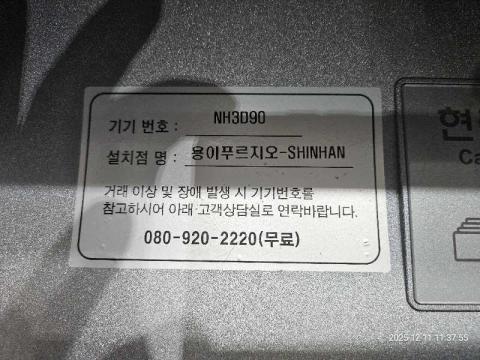 기기 번호 : NH3D90
설치점 명 : 용이푸르지오-SHINHAN
거래 이상 및 장애 발생 시 기기번호를
참고하시어 아래 고객상담실로 연락바랍니다.
080-920-2220(무료)
현
Ca
2025.12.11 11:37:55